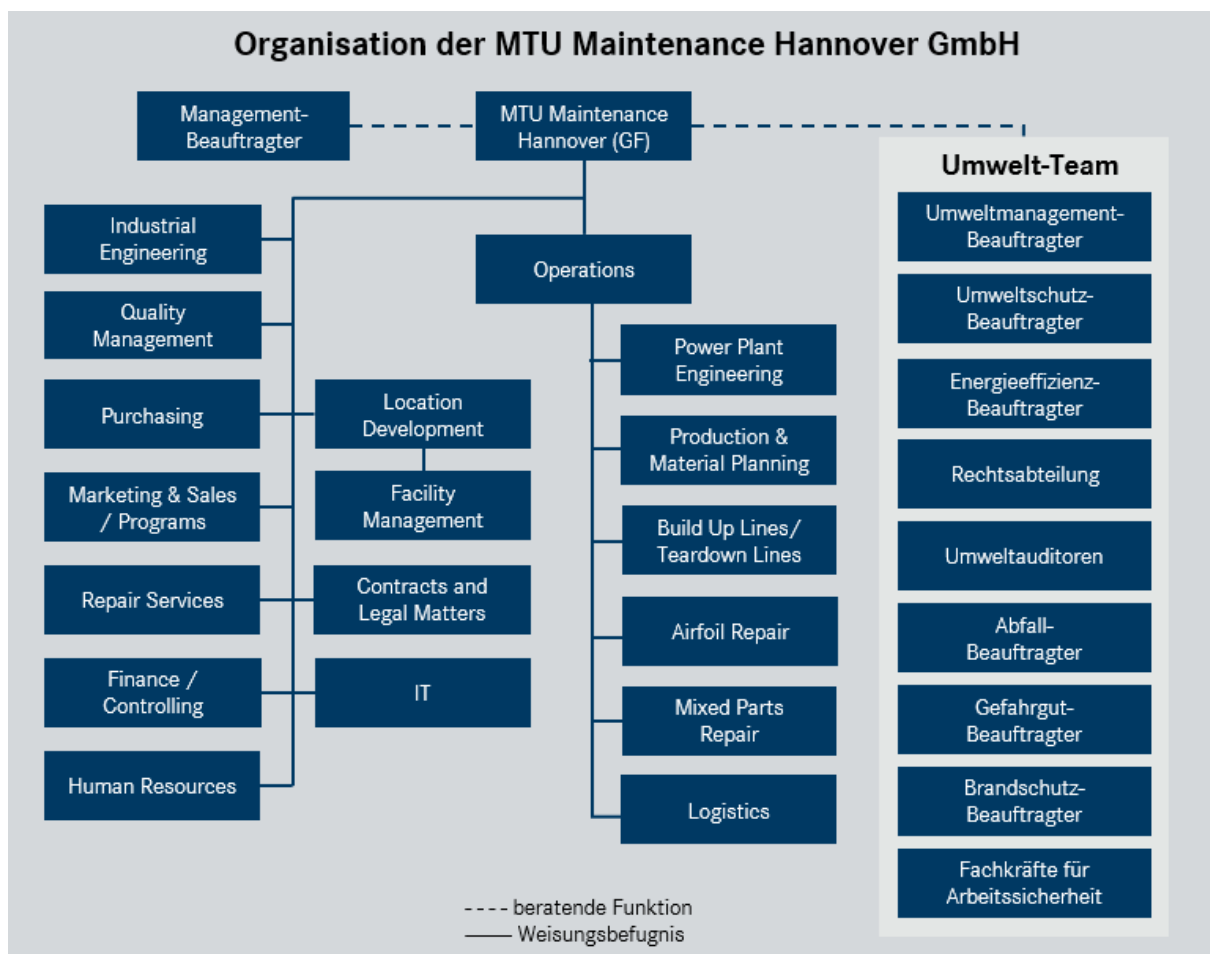 Organisation der MTU Maintenance Hannover GmbH
Management-
Beauftragter
MTU Maintenance
Hannover (GF)
Industrial
Engineering
Quality
Management
Purchasing
Marketing & Sales
/ Programs
Repair Services
Finance /
Controlling
Human Resources
Location
Development
Facility
Management
Contracts and
Legal Matters
IT
Operations
Power Plant
Engineering
Production &
Material Planning
Build Up Lines/
Teardown Lines
Airfoil Repair
Mixed Parts
Repair
Logistics
Umwelt-Team
Umweltmanagement-
Beauftragter
Umweltschutz-
Beauftragter
Energieeffizienz-
Beauftragter
Rechtsabteilung
Umweltauditoren
Abfall-
Beauftragter
Gefahrgut-
Beauftragter
Brandschutz-
Beauftragter
Fachkräfte für
Arbeitssicherheit
---- beratende Funktion
—— Weisungsbefugnis